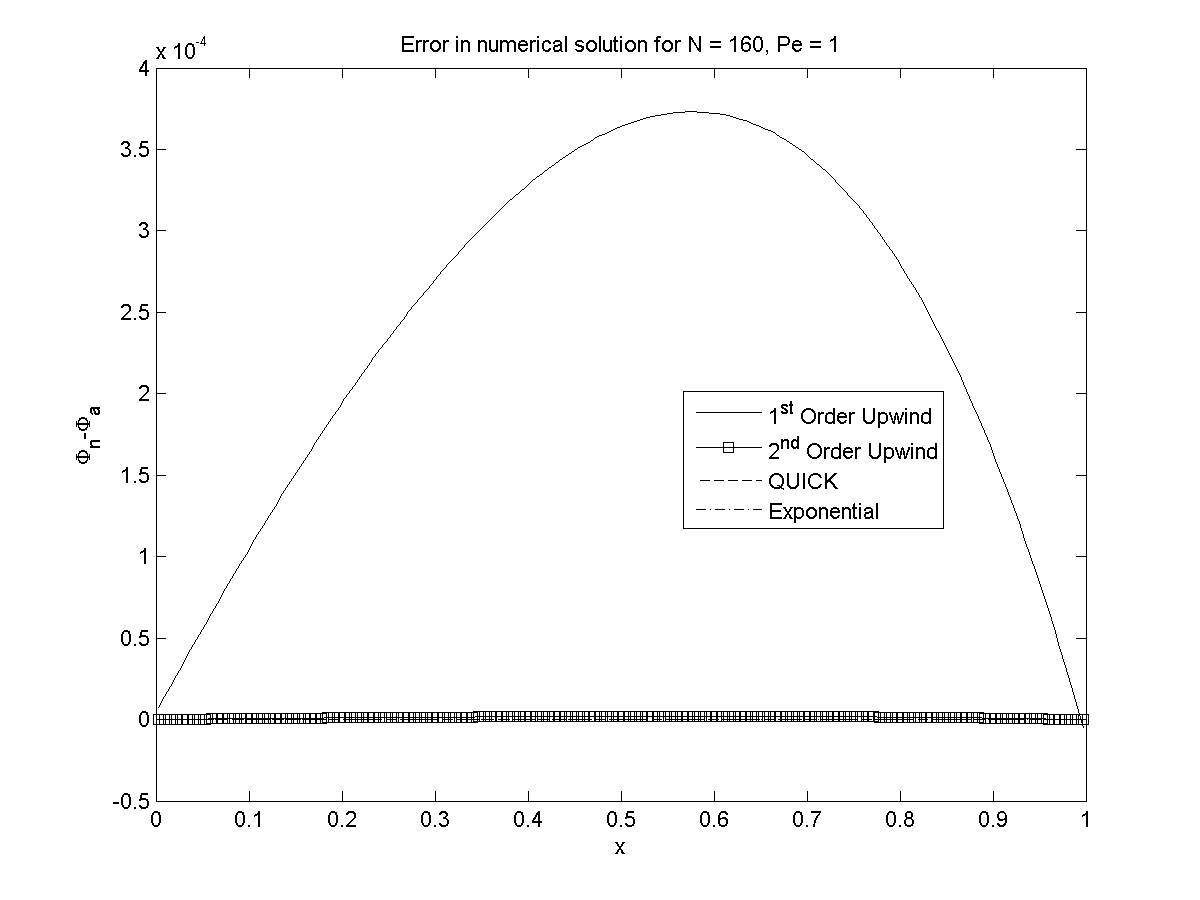 Error in numerical solution for N = 160, Pe = 1
x 10^-4
4
3.5
3
2.5
2
1.5
1
0.5
0
-0.5
Φn-Φa
1st Order Upwind
2nd Order Upwind
QUICK
Exponential
0 0.1 0.2 0.3 0.4 0.5 0.6 0.7 0.8 0.9 1
x